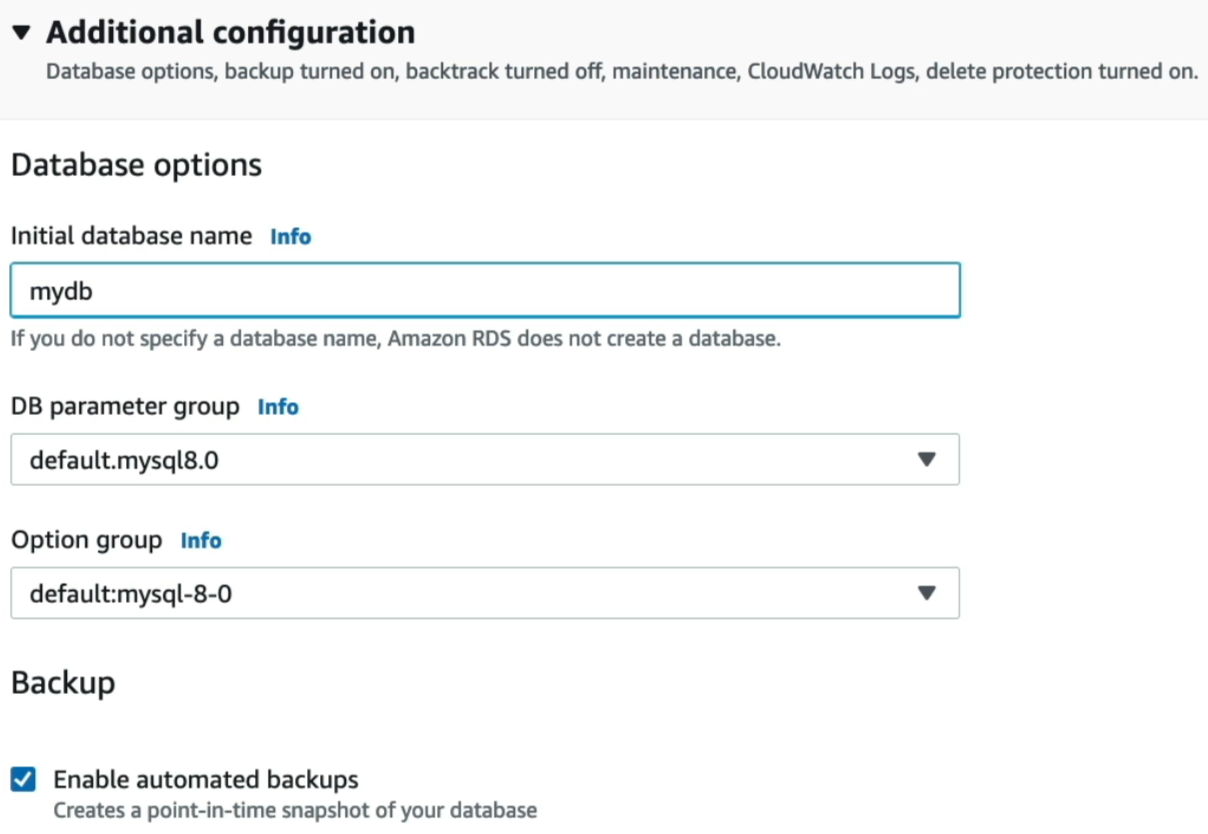 Additional configuration
Database options, backup turned on, backtrack turned off, maintenance, CloudWatch Logs, delete protection turned on.
Database options
Initial database name Info
mydb
If you do not specify a database name, Amazon RDS does not create a database.
DB parameter group Info
default.mysql8.0
Option group Info
default:mysql-8-0
Backup
Enable automated backups
Creates a point-in-time snapshot of your database